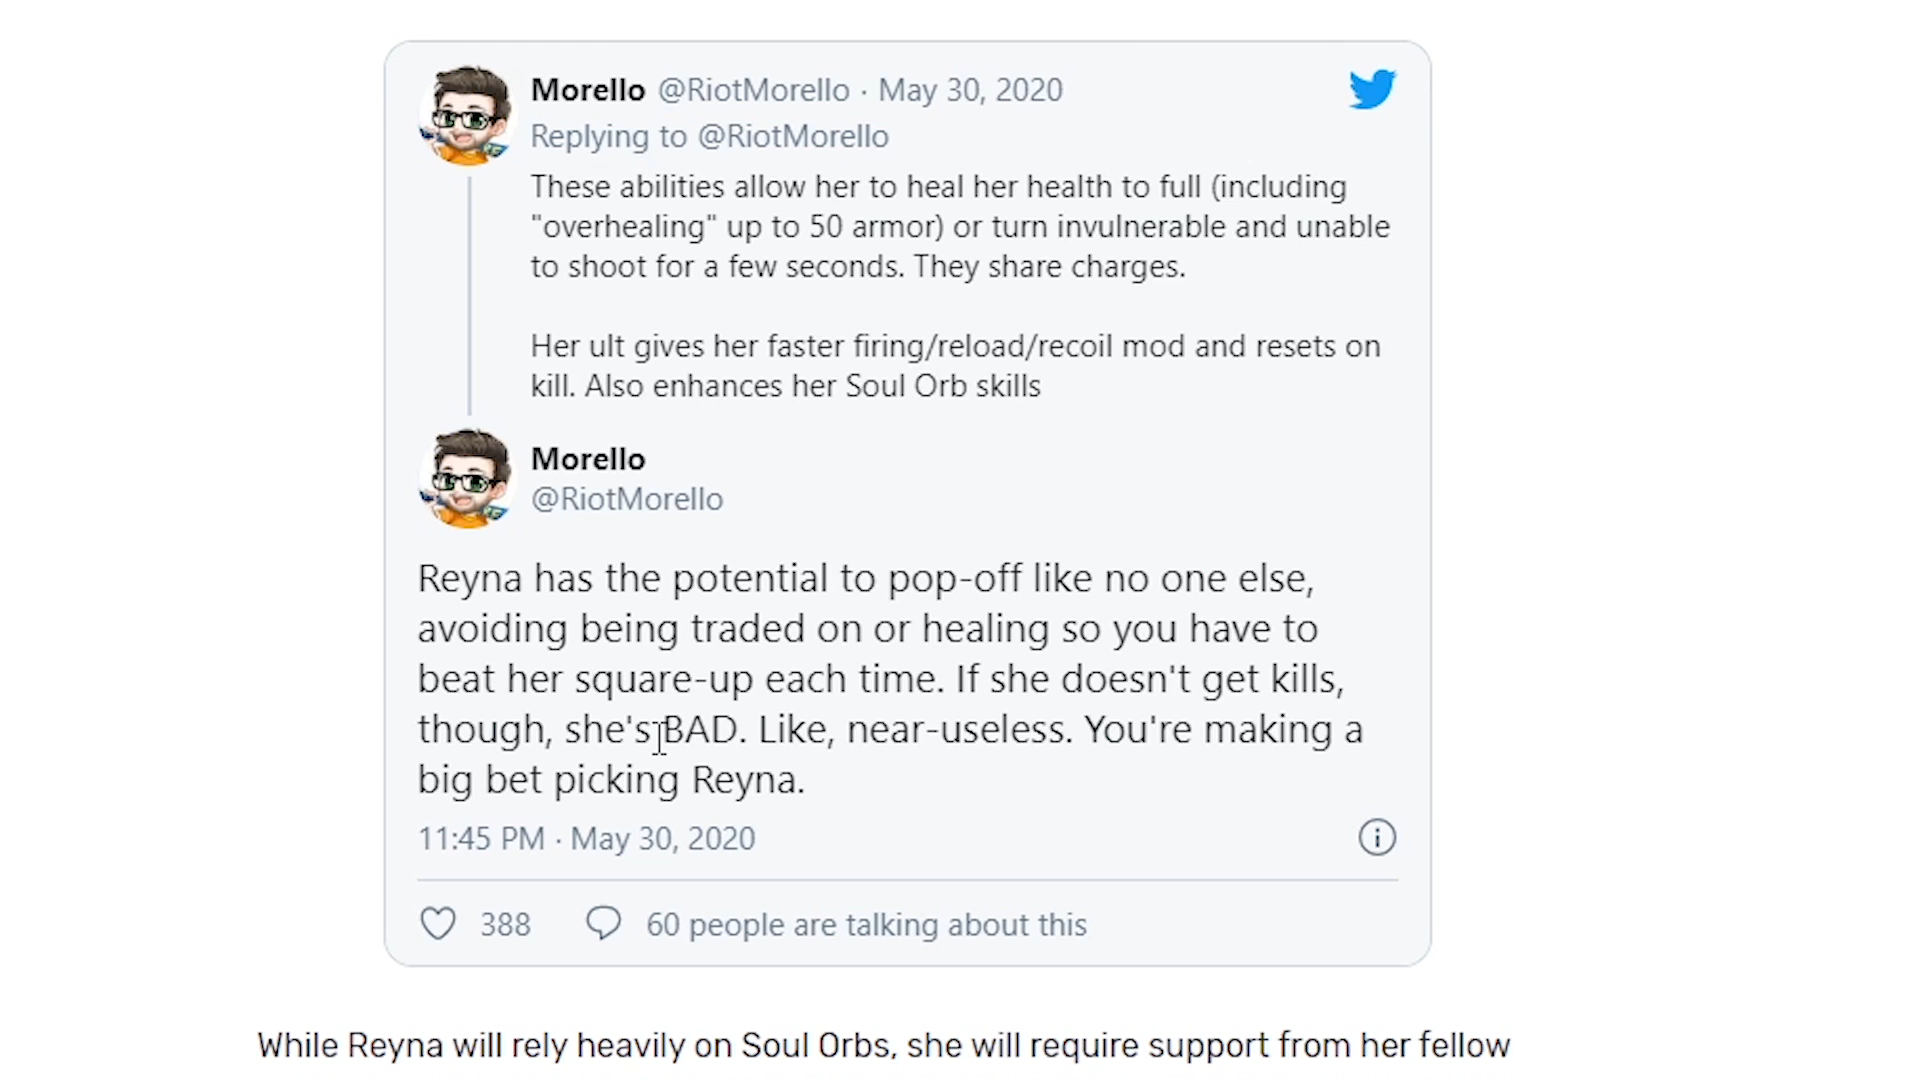 Morello @RiotMorello · May 30, 2020
Replying to @RiotMorello
These abilities allow her to heal her health to full (including
"overhealing" up to 50 armor) or turn invulnerable and unable
to shoot for a few seconds. They share charges.
Her ult gives her faster firing/reload/recoil mod and resets on
kill. Also enhances her Soul Orb skills
Morello
@RiotMorello
Reyna has the potential to pop-off like no one else,
avoiding being traded on or healing so you have to
beat her square-up each time. If she doesn't get kills,
though, she's BAD. Like, near-useless. You're making a
big bet picking Reyna.
11:45 PM · May 30, 2020
388 60 people are talking about this
While Reyna will rely heavily on Soul Orbs, she will require support from her fellow